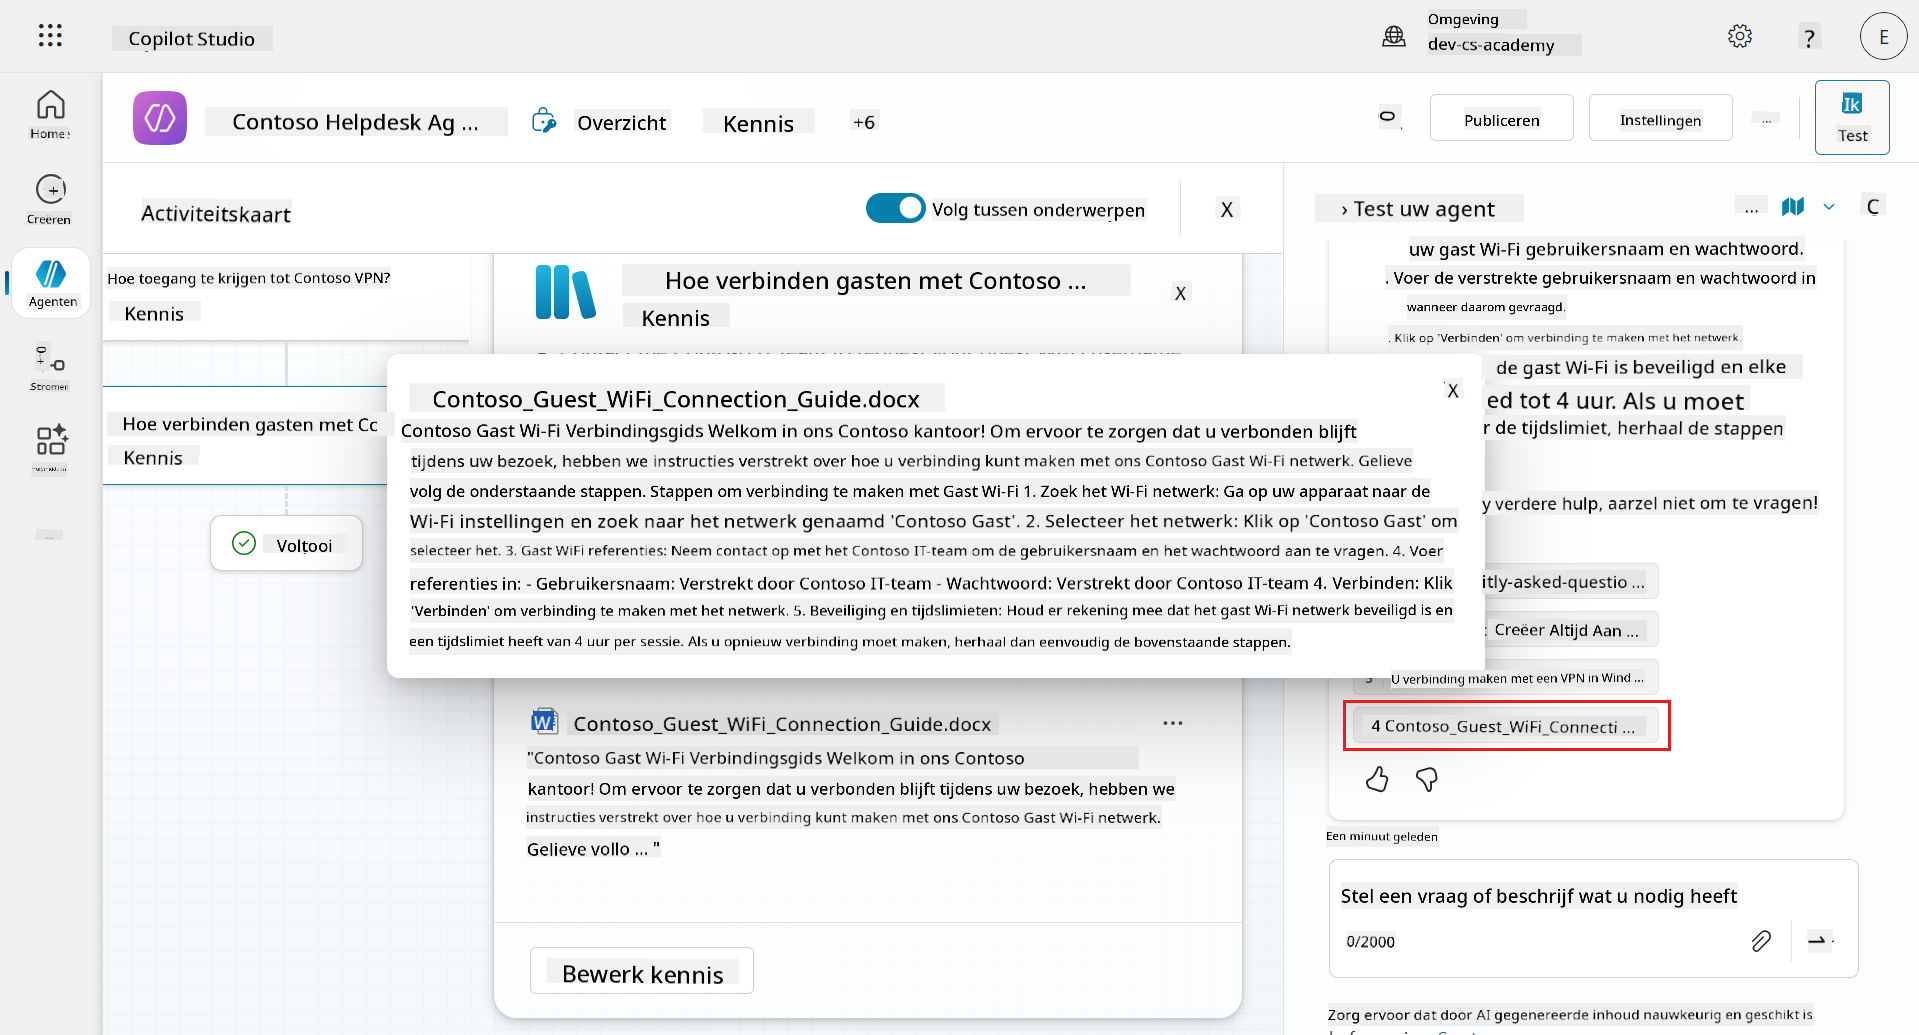 Copilot Studio
Omgeving
dev-cs-academy
?
E
Home
Creëren
Agenten
Stromen
...
Contoso Helpdesk Ag ...
Overzicht
Kennis
+6
Publiceren
Instellingen
...
Ik
Test
Activiteitskaart
Volg tussen onderwerpen
X
Hoe toegang te krijgen tot Contoso VPN?
Kennis
Hoe verbinden gasten met Cc
Kennis
Voltooi
Hoe verbinden gasten met Contoso ...
Kennis
X
Contoso_Guest_WiFi_Connection_Guide.docx
X
Contoso Gast Wi-Fi Verbindingsgids Welkom in ons Contoso kantoor! Om ervoor te zorgen dat u verbonden blijft
tijdens uw bezoek, hebben we instructies verstrekt over hoe u verbinding kunt maken met ons Contoso Gast Wi-Fi netwerk. Gelieve
volg de onderstaande stappen. Stappen om verbinding te maken met Gast Wi-Fi 1. Zoek het Wi-Fi netwerk: Ga op uw apparaat naar de
Wi-Fi instellingen en zoek naar het netwerk genaamd 'Contoso Gast'. 2. Selecteer het netwerk: Klik op 'Contoso Gast' om
selecteer het. 3. Gast WiFi referenties: Neem contact op met het Contoso IT-team om de gebruikersnaam en het wachtwoord aan te vragen. 4. Voer
referenties in: - Gebruikersnaam: Verstrekt door Contoso IT-team - Wachtwoord: Verstrekt door Contoso IT-team 4. Verbinden: Klik
'Verbinden' om verbinding te maken met het netwerk. 5. Beveiliging en tijdslimieten: Houd er rekening mee dat het gast Wi-Fi netwerk beveiligd is en
een tijdslimiet heeft van 4 uur per sessie. Als u opnieuw verbinding moet maken, herhaal dan eenvoudig de bovenstaande stappen.
Contoso_Guest_WiFi_Connection_Guide.docx
"Contoso Gast Wi-Fi Verbindingsgids Welkom in ons Contoso
kantoor! Om ervoor te zorgen dat u verbonden blijft tijdens uw bezoek, hebben we
instructies verstrekt over hoe u verbinding kunt maken met ons Contoso Gast Wi-Fi netwerk.
Gelieve vollo ... "
Bewerk kennis
› Test uw agent
...
C
uw gast Wi-Fi gebruikersnaam en wachtwoord.
. Voer de verstrekte gebruikersnaam en wachtwoord in
wanneer daarom gevraagd.
. Klik op 'Verbinden' om verbinding te maken met het netwerk.
de gast Wi-Fi is beveiligd en elke
ed tot 4 uur. Als u moet
r de tijdslimiet, herhaal de stappen
y verdere hulp, aarzel niet om te vragen!
itly-asked-questio ...
: Creëer Altijd Aan ...
3 U verbinding maken met een VPN in Wind ...
4 Contoso_Guest_WiFi_Connecti ...
Een minuut geleden
Stel een vraag of beschrijf wat u nodig heeft
0/2000
Zorg ervoor dat door AI gegenereerde inhoud nauwkeurig en geschikt is